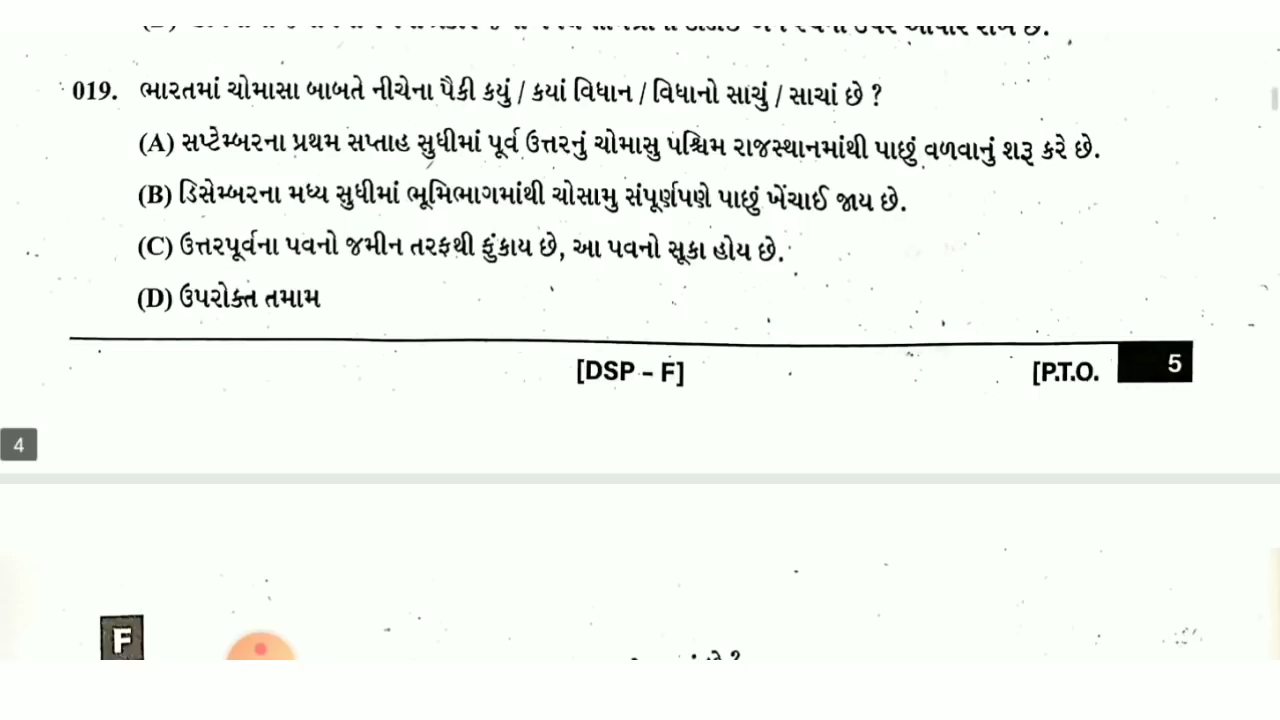 019. ભારતમાં ચોમાસા બાબતે નીચેના પૈકી કયું / કયાં વિધાન / વિધાનો સાચું / સાચાં છે ?
(A) સપ્ટેમ્બરના પ્રથમ સપ્તાહ સુધીમાં પૂર્વ ઉત્તરનું ચોમાસુ પશ્ચિમ રાજસ્થાનમાંથી પાછું વળવાનું શરૂ કરે છે.
(B) ડિસેમ્બરના મધ્ય સુધીમાં ભૂમિભાગમાંથી ચોસામુ સંપૂર્ણપણે પાછું ખેંચાઈ જાય છે.
(C) ઉત્તરપૂર્વના પવનો જમીન તરફથી ફુંકાય છે, આ પવનો સૂકા હોય છે.
(D) ઉપરોક્ત તમામ
[DSP – F] [P.T.O. 5
4
F